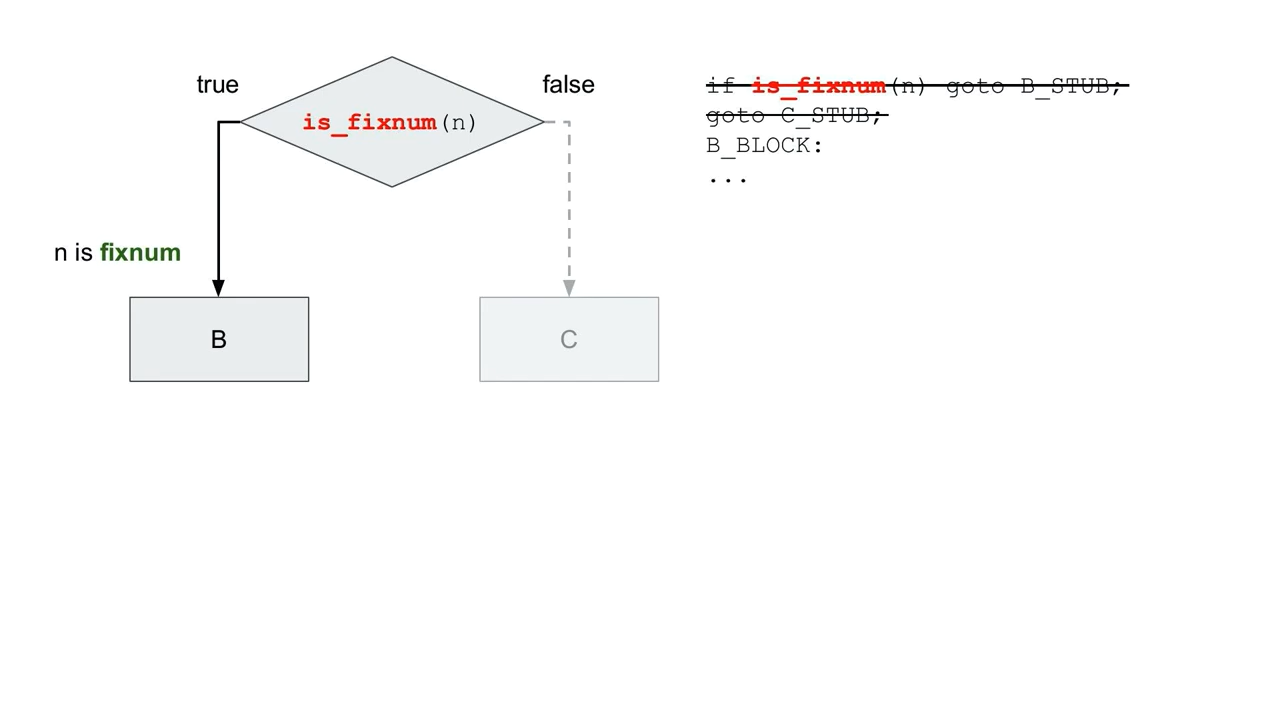 true
false
is_fixnum(n)
n is fixnum
B
C
if is_fixnum(n) goto B_STUB;
goto C_STUB;
B_BLOCK:
...